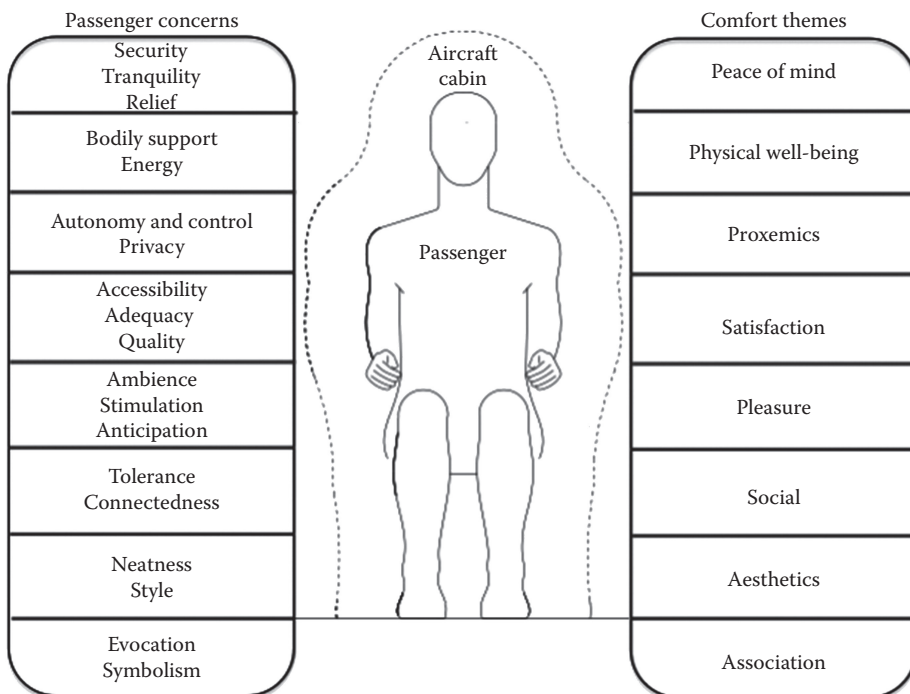 Passenger concerns
Security
Tranquility
Relief
Bodily support
Energy
Autonomy and control
Privacy
Accessibility
Adequacy
Quality
Ambience
Stimulation
Anticipation
Tolerance
Connectedness
Neatness
Style
Evocation
Symbolism
Aircraft
cabin
Passenger
Comfort themes
Peace of mind
Physical well-being
Proxemics
Satisfaction
Pleasure
Social
Aesthetics
Association